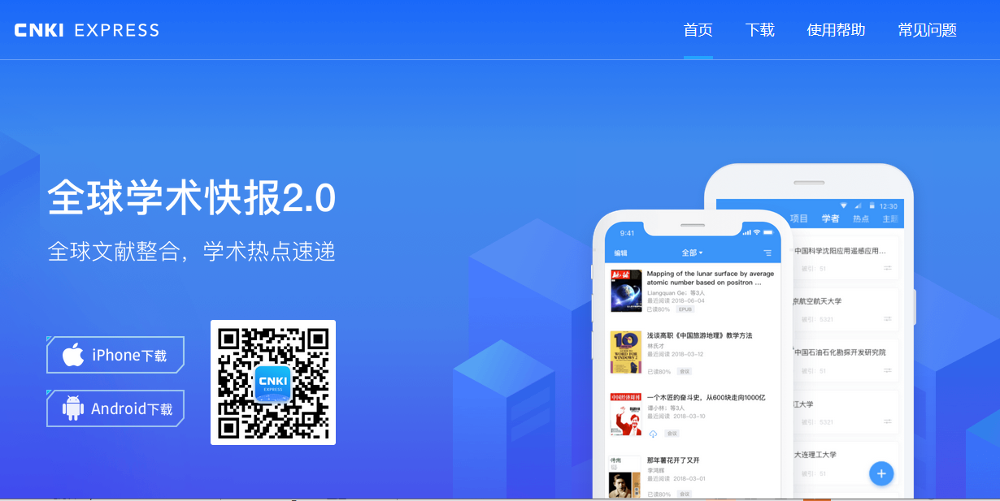 CNKI EXPRESS
首页 下载 使用帮助 常见问题
全球学术快报2.0
全球文献整合，学术热点速递
iPhone下载
Android下载
CNKI
EXPRESS
9:41
编辑 全部
Mapping of the lunar surface by average
atomic number based on positron ...
Liangquan Ge；等3人
最近阅读 2018-06-04
已读80% EPUB
浅谈高职《中国旅游地理》教学方法
林氏才
最近阅读 2018-03-12
已读80% 会议
一个木匠的奋斗史，从600块走向1000亿
谭小林；等3人
最近阅读 2018-03-10
会议
那年薯花开了又开
李鸿辉
最近阅读 2018-03-01
已读80% 会议
12:30
项目 学者 热点 主题
中国科学沈阳应用遥感应用...
被引：51
京航空航天大学
被引：5321
中国石油石化勘探开发研究院
被引：51
江大学
被引：5321
大连理工大学
被引：51